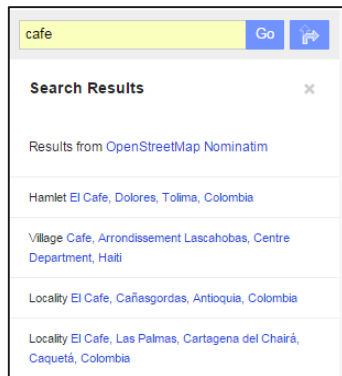 cafe
Go
Search Results
×
Results from OpenStreetMap Nominatim
Hamlet El Cafe, Dolores, Tolima, Colombia
Village Cafe, Arrondissement Lascahobas, Centre
Department, Haiti
Locality El Cafe, Cañasgordas, Antioquia, Colombia
Locality El Cafe, Las Palmas, Cartagena del Chairá,
Caquetá, Colombia